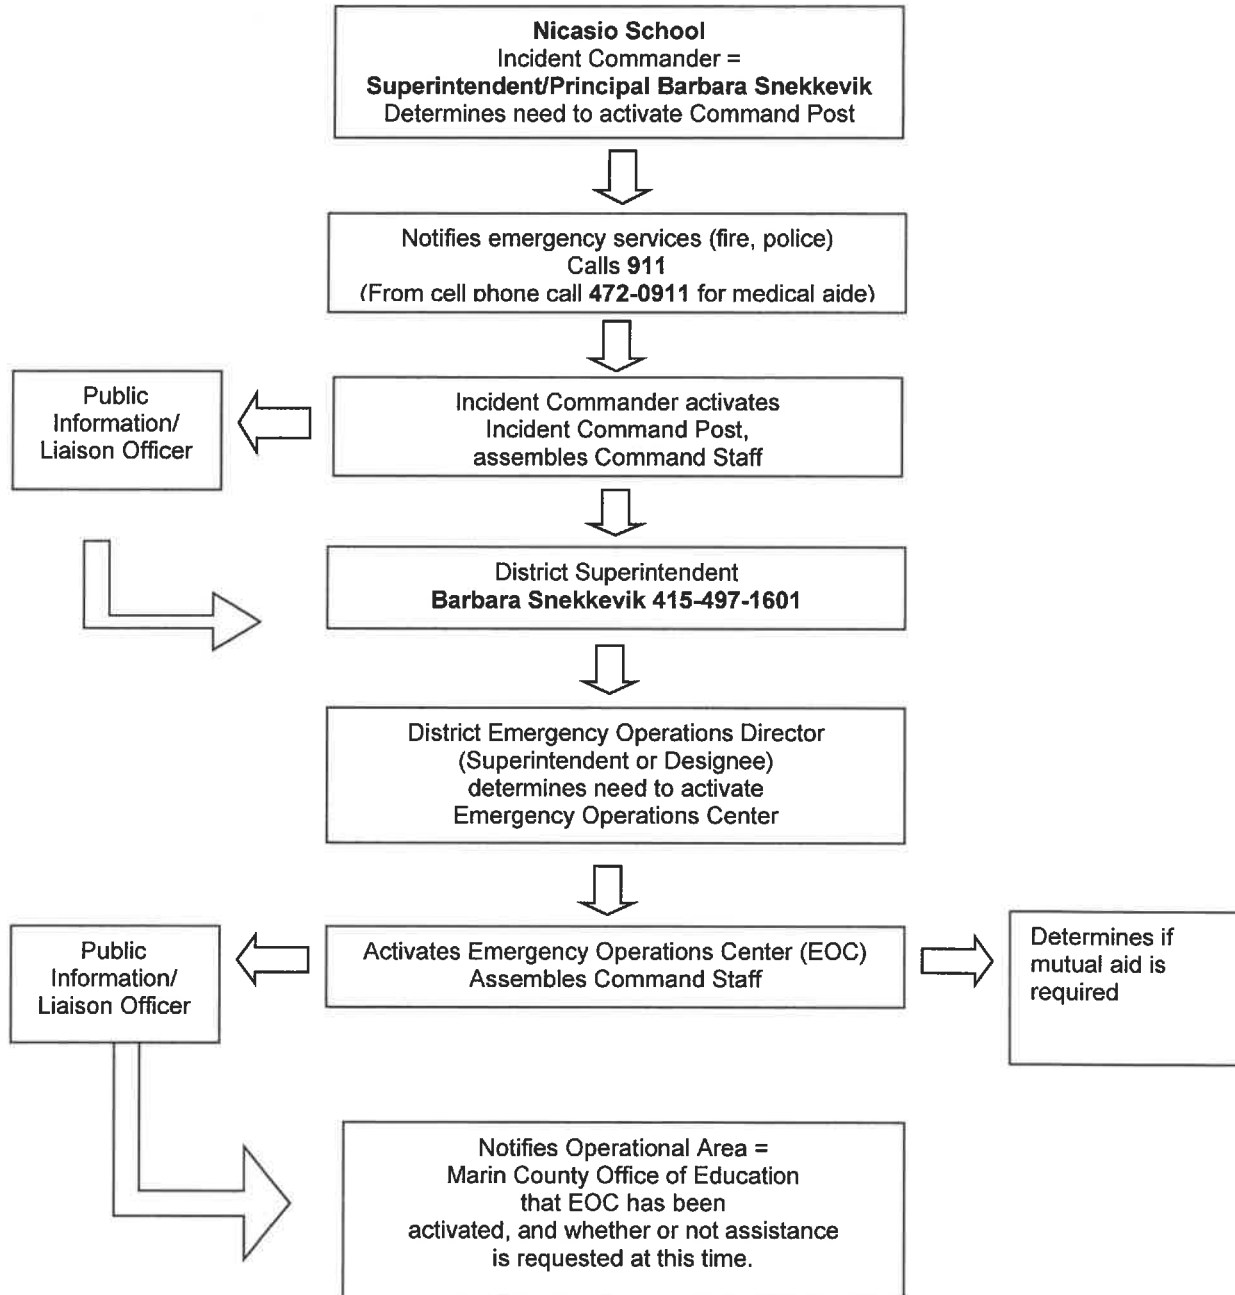 Nicasio School
Incident Commander =
Superintendent/Principal Barbara Snekkevik
Determines need to activate Command Post
Notifies emergency services (fire, police)
Calls 911
(From cell phone call 472-0911 for medical aide)
Public
Information/
Liaison Officer
Incident Commander activates
Incident Command Post,
assembles Command Staff
District Superintendent
Barbara Snekkevik 415-497-1601
District Emergency Operations Director
(Superintendent or Designee)
determines need to activate
Emergency Operations Center
Public
Information/
Liaison Officer
Activates Emergency Operations Center (EOC)
Assembles Command Staff
Determines if
mutual aid is
required
Notifies Operational Area =
Marin County Office of Education
that EOC has been
activated, and whether or not assistance
is requested at this time.